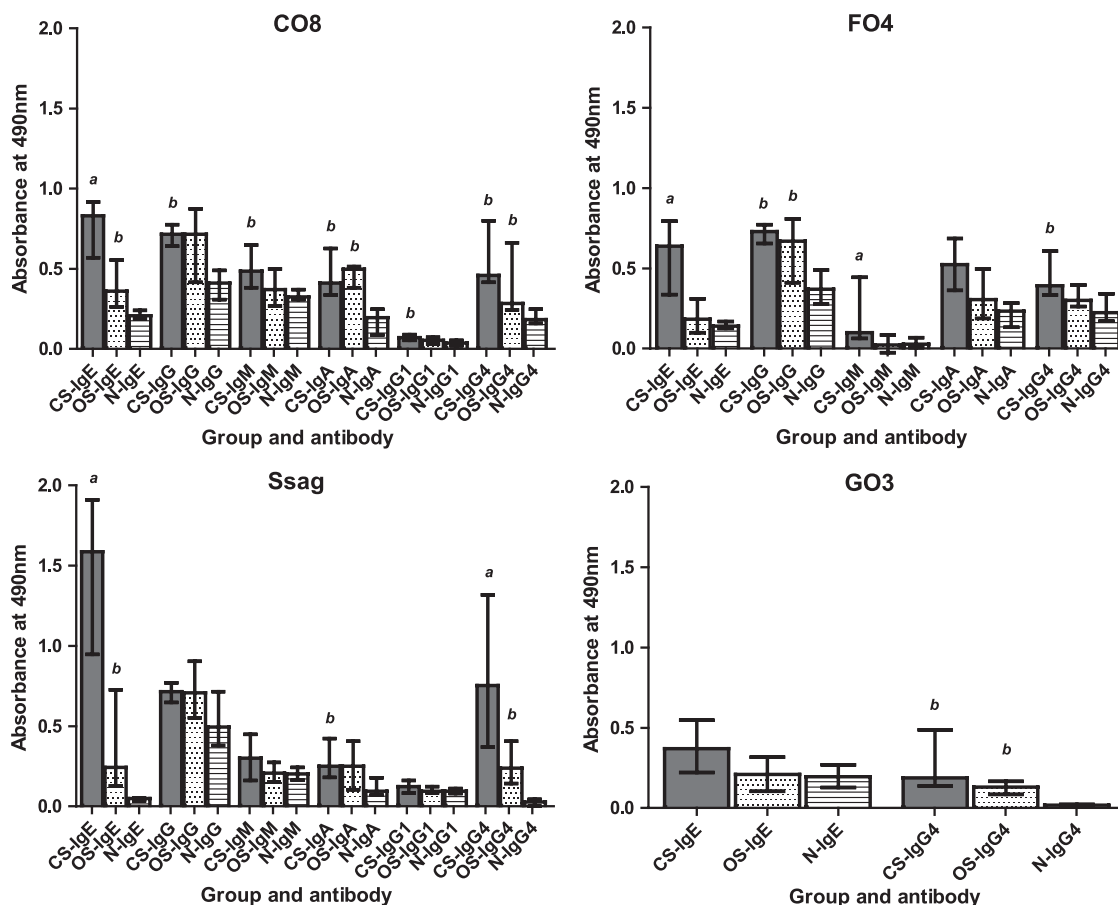 CO8
Absorbance at 490nm
2.0
1.5
1.0
0.5
0.0
a
b
b
b
b
b
b
b
b
CS-IgE
OS-IgE
N-IgE
CS-IgG
OS-IgG
N-IgG
CS-IgM
OS-IgM
N-IgM
CS-IgA
OS-IgA
N-IgA
CS-IgG1
OS-IgG1
N-IgG1
CS-IgG4
OS-IgG4
N-IgG4
Group and antibody
FO4
Absorbance at 490nm
2.0
1.5
1.0
0.5
0.0
a
b
b
a
b
CS-IgE
OS-IgE
N-IgE
CS-IgG
OS-IgG
N-IgG
CS-IgM
OS-IgM
N-IgM
CS-IgA
OS-IgA
N-IgA
CS-IgG4
OS-IgG4
N-IgG4
Group and antibody
Ssag
Absorbance at 490nm
2.0
1.5
1.0
0.5
0.0
a
b
b
a
b
CS-IgE
OS-IgE
N-IgE
CS-IgG
OS-IgG
N-IgG
CS-IgM
OS-IgM
N-IgM
CS-IgA
OS-IgA
N-IgA
CS-IgG1
OS-IgG1
N-IgG1
CS-IgG4
OS-IgG4
N-IgG4
Group and antibody
GO3
Absorbance at 490nm
2.0
1.5
1.0
0.5
0.0
b
b
CS-IgE
OS-IgE
N-IgE
CS-IgG4
OS-IgG4
N-IgG4
Group and antibody